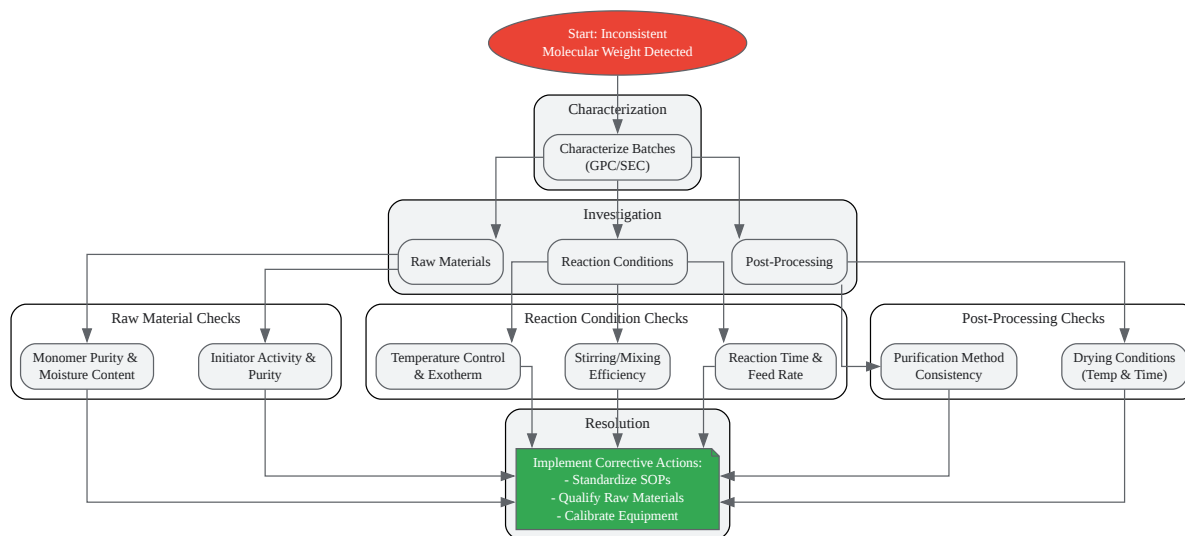 Start: Inconsistent
Molecular Weight Detected
Characterization
Characterize Batches
(GPC/SEC)
Investigation
Raw Materials
Reaction Conditions
Post-Processing
Raw Material Checks
Monomer Purity &
Moisture Content
Initiator Activity &
Purity
Reaction Condition Checks
Temperature Control
& Exotherm
Stirring/Mixing
Efficiency
Reaction Time &
Feed Rate
Post-Processing Checks
Purification Method
Consistency
Drying Conditions
(Temp & Time)
Resolution
Implement Corrective Actions:
- Standardize SOPs
- Qualify Raw Materials
- Calibrate Equipment